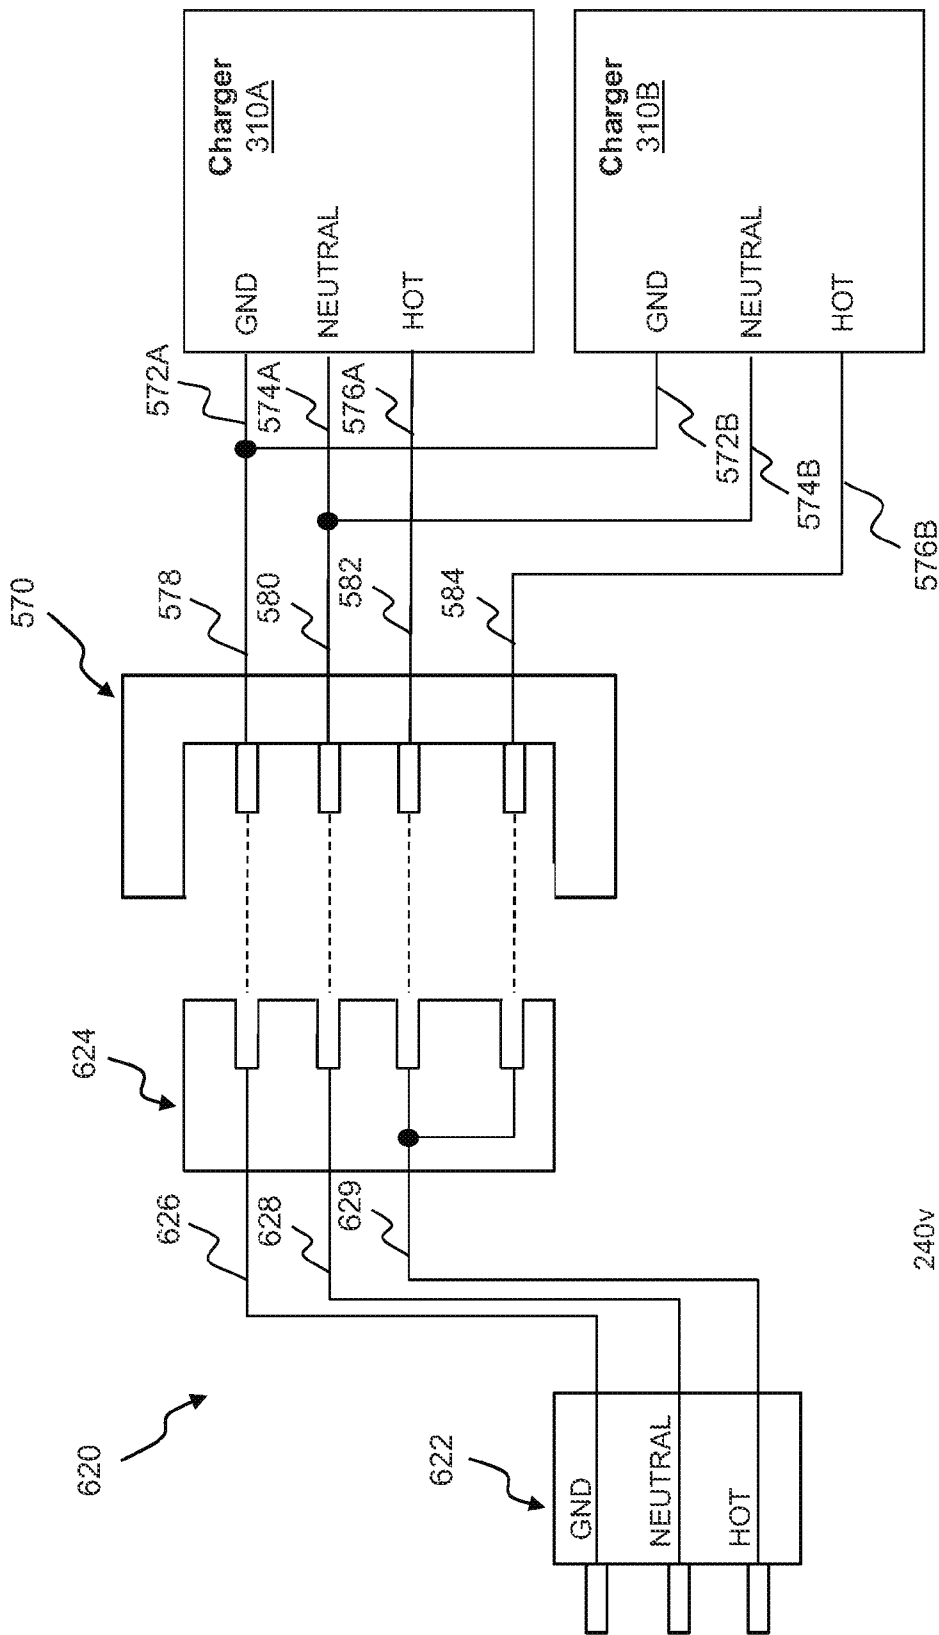 Charger
310A
GND
NEUTRAL
HOT
Charger
310B
GND
NEUTRAL
HOT
572A
574A
576A
572B
574B
576B
570
578
580
582
584
624
626
628
629
620
622
GND
NEUTRAL
HOT
240v